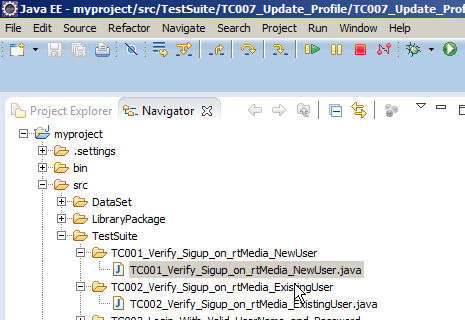 Java EE - myproject/src/TestSuite/TC007_Update_Profile/TC007_Update_Prof
File Edit Source Refactor Navigate Search Project Run Window Help
Project Explorer Navigator
myproject
.settings
bin
src
DataSet
LibraryPackage
TestSuite
TC001_Verify_Sigup_on_rtMedia_NewUser
TC001_Verify_Sigup_on_rtMedia_NewUser.java
TC002_Verify_Sigup_on_rtMedia_ExistingUser
TC002_Verify_Sigup_on_rtMedia_ExistingUser.java
TC003_Login_With_Valid_UserName_and_Password